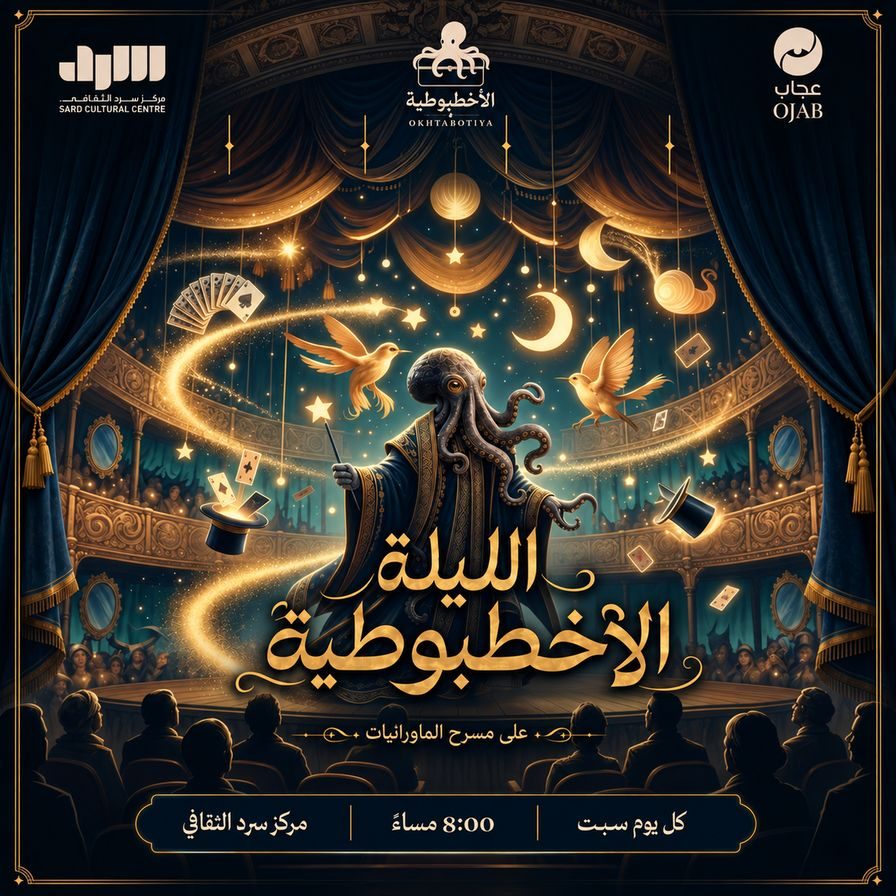 سرد
مركز سرد الثقافي
SARD CULTURAL CENTRE
الأخطبوطية
OKHTABOTIYA
عجاب
OJAB
الليلة
الأخطبوطية
على مسرح الماورائيات
كل يوم سبت
8:00 مساءً
مركز سرد الثقافي